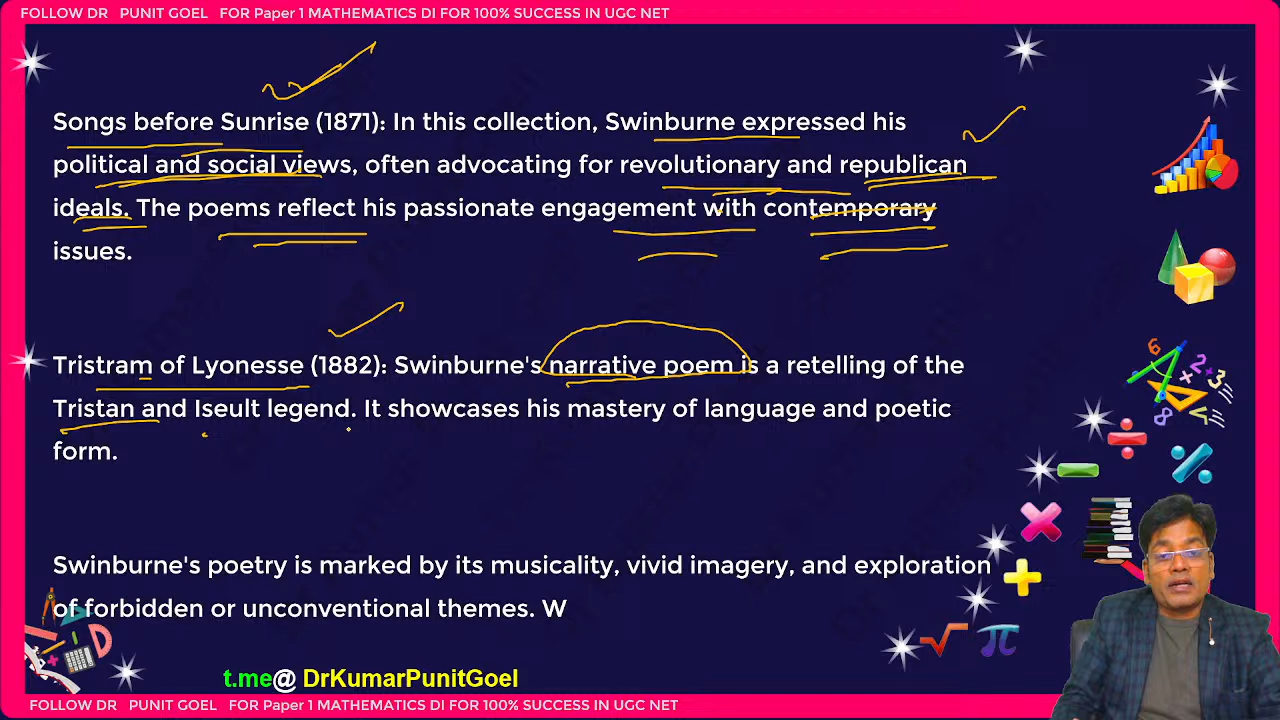 FOLLOW DR PUNIT GOEL FOR Paper 1 MATHEMATICS DI FOR 100% SUCCESS IN UGC NET
Songs before Sunrise (1871): In this collection, Swinburne expressed his
political and social views, often advocating for revolutionary and republican
ideals. The poems reflect his passionate engagement with contemporary
issues.
Tristram of Lyonesse (1882): Swinburne's narrative poem is a retelling of the
Tristan and Iseult legend. It showcases his mastery of language and poetic
form.
Swinburne's poetry is marked by its musicality, vivid imagery, and exploration
of forbidden or unconventional themes. W
t.me@ DrKumarPunitGoel
FOLLOW DR PUNIT GOEL FOR Paper 1 MATHEMATICS DI FOR 100% SUCCESS IN UGC NET